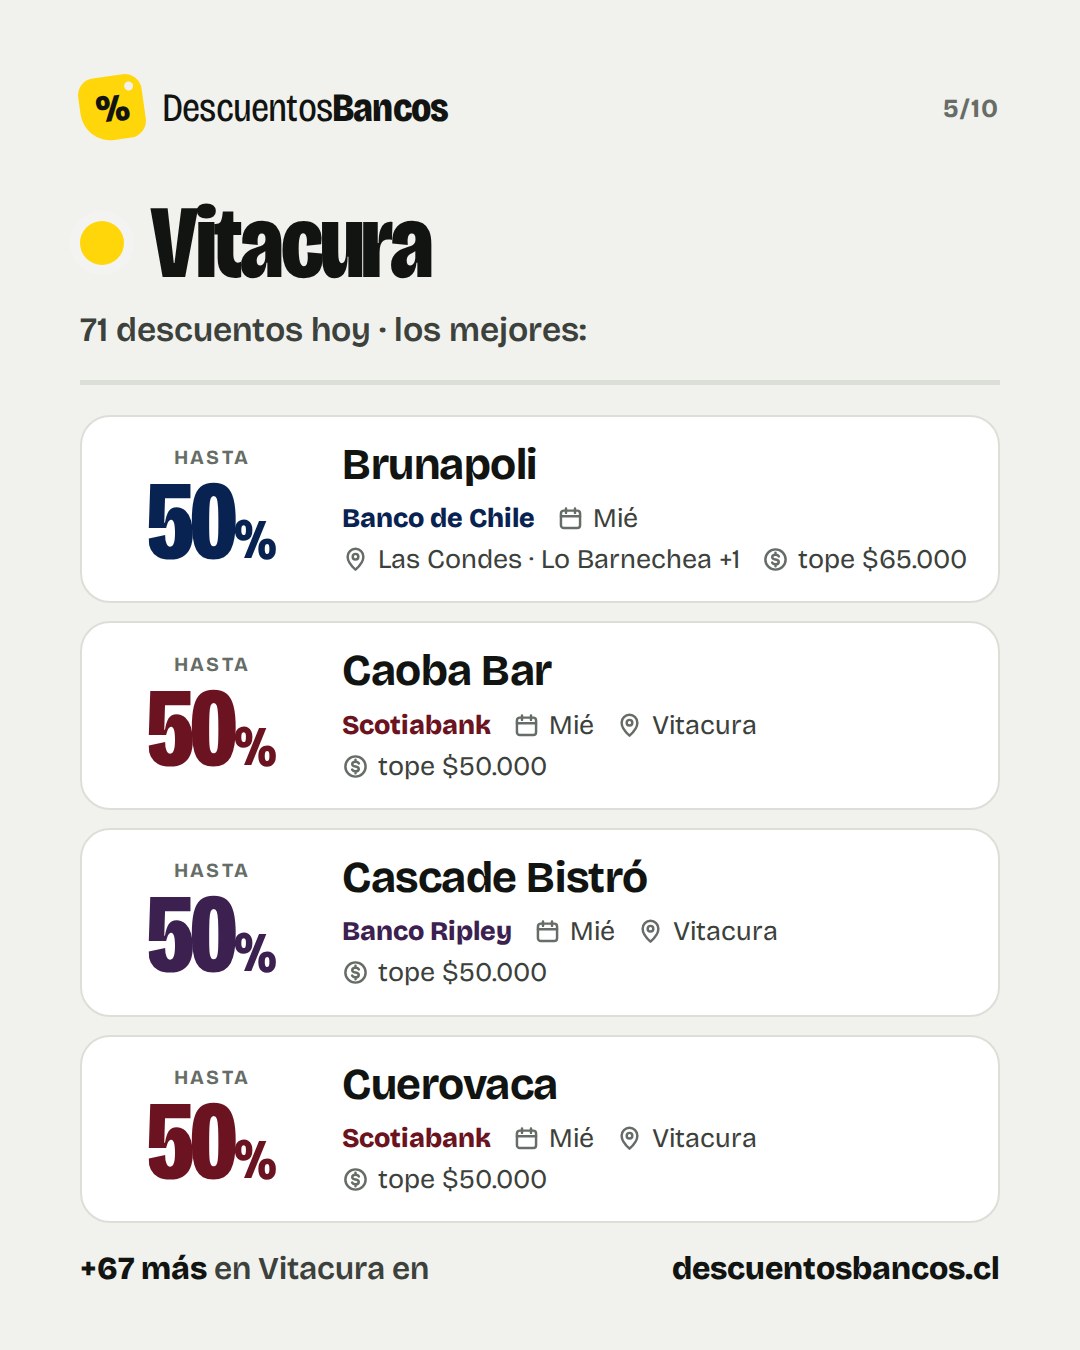 % DescuentosBancos
5/10
Vitacura
71 descuentos hoy · los mejores:
HASTA
50%
Brunapoli
Banco de Chile Mié
Las Condes · Lo Barnechea +1 $ tope $65.000
HASTA
50%
Caoba Bar
Scotiabank Mié Vitacura
$ tope $50.000
HASTA
50%
Cascade Bistró
Banco Ripley Mié Vitacura
$ tope $50.000
HASTA
50%
Cuerovaca
Scotiabank Mié Vitacura
$ tope $50.000
+67 más en Vitacura en
descuentosbancos.cl